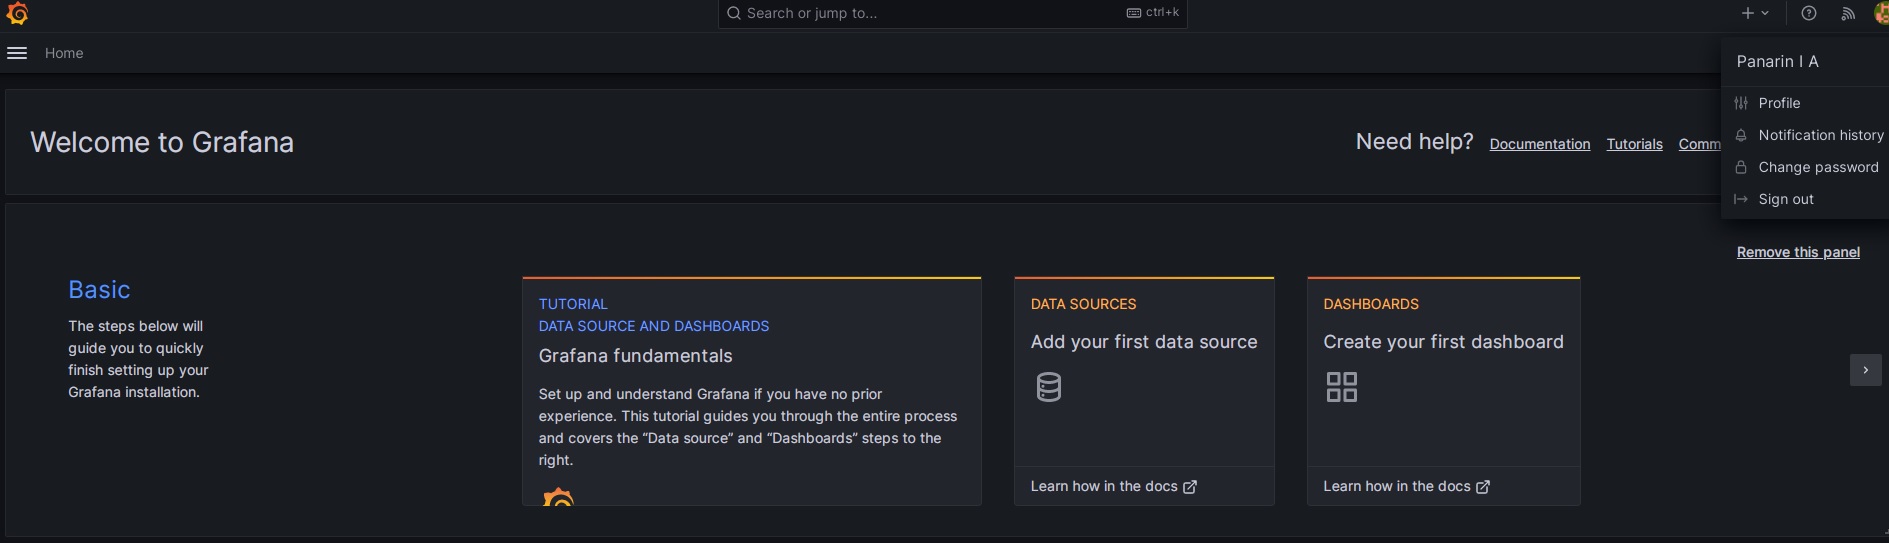 Search or jump to... ctrl+k
Home
Panarin I A
Profile
Notification history
Change password
Sign out
Welcome to Grafana
Need help? Documentation Tutorials Comm
Remove this panel
Basic
The steps below will
guide you to quickly
finish setting up your
Grafana installation.
TUTORIAL
DATA SOURCE AND DASHBOARDS
Grafana fundamentals
Set up and understand Grafana if you have no prior
experience. This tutorial guides you through the entire process
and covers the “Data source” and “Dashboards” steps to the
right.
DATA SOURCES
Add your first data source
Learn how in the docs
DASHBOARDS
Create your first dashboard
Learn how in the docs